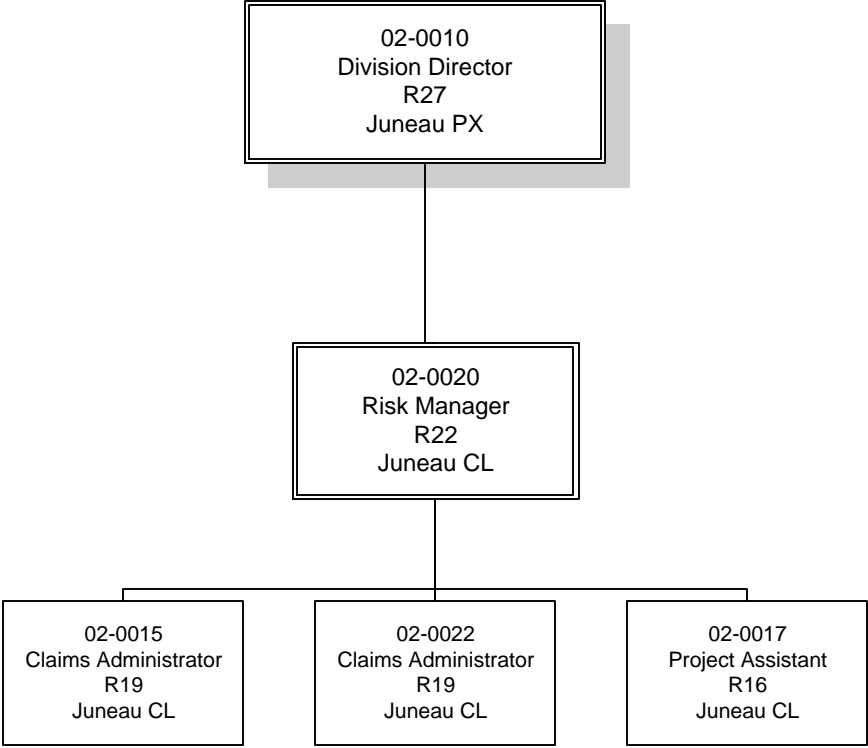 02-0010
Division Director
R27
Juneau PX
02-0020
Risk Manager
R22
Juneau CL
02-0015
Claims Administrator
R19
Juneau CL
02-0022
Claims Administrator
R19
Juneau CL
02-0017
Project Assistant
R16
Juneau CL